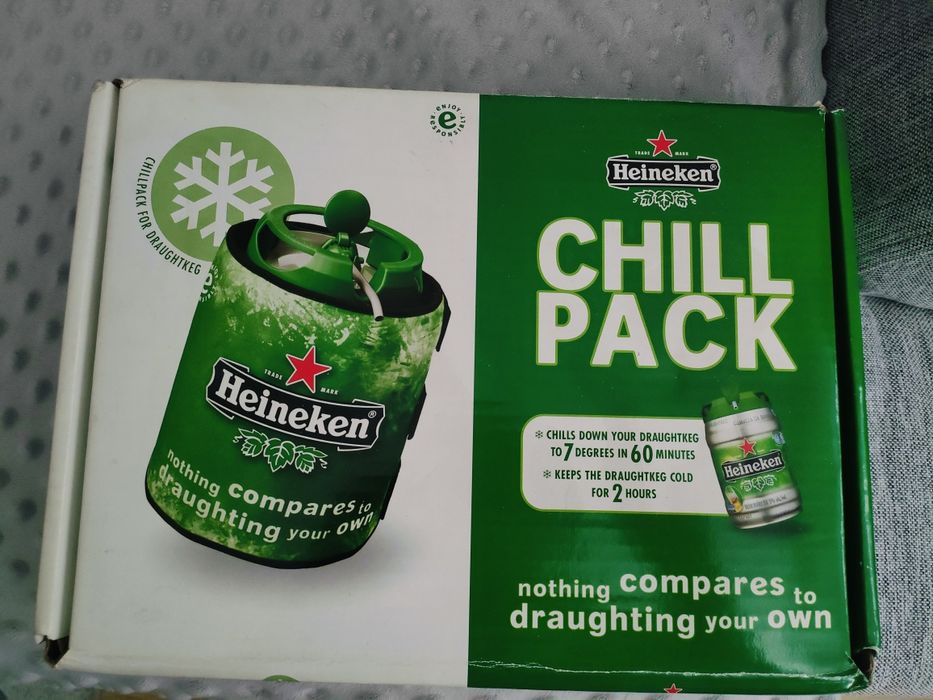 ENJOY RESPONSIBLY
e
CHILLPACK FOR DRAUGHTKEG
TRADE MARK
Heineken®
nothing compares to
draughting your own
TRADE MARK
Heineken®
CHILL
PACK
CHILLS DOWN YOUR DRAUGHTKEG
TO 7 DEGREES IN 60 MINUTES
KEEPS THE DRAUGHTKEG COLD
FOR 2 HOURS
Heineken
nothing compares to
draughting your own